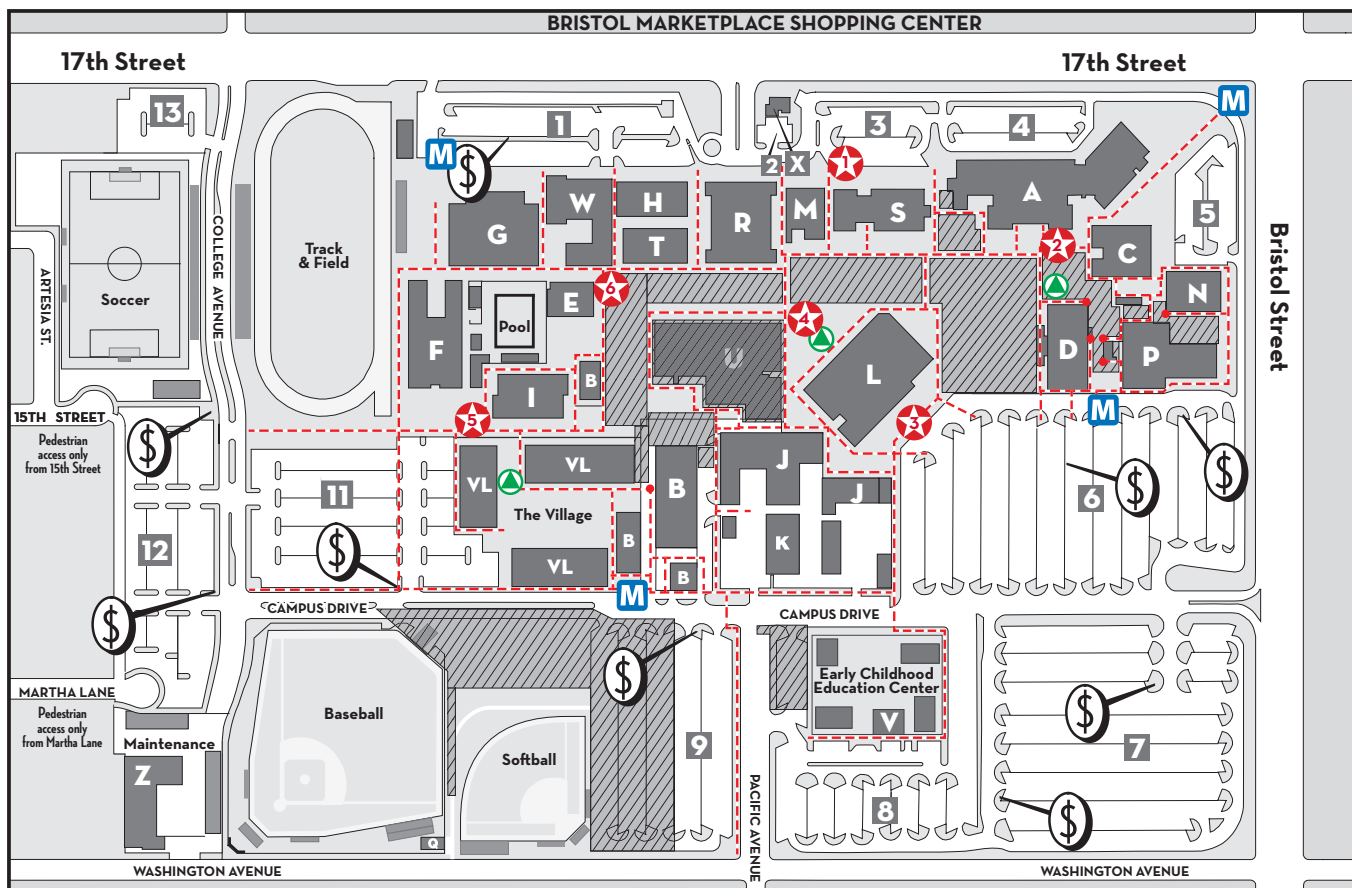 BRISTOL MARKETPLACE SHOPPING CENTER
17th Street
17th Street
13
1
3
4
M
M
$
2
X
1
W
H
M
S
A
5
G
T
R
2
C
COLLEGE AVENUE
Track
& Field
Bristol Street
ARTESIA ST.
Soccer
6
E
N
Pool
4
F
U
D
P
L
I
B
M
15TH STREET
5
3
Pedestrian
access only
from 15th Street
$
J
$
$
VL
VL
11
B
J
6
The Village
12
$
B
K
VL
B
M
$
CAMPUS DRIVE
CAMPUS DRIVE
$
Early Childhood
Education Center
MARTHA LANE
Pedestrian
access only
from Martha Lane
Baseball
V
$
Maintenance
9
7
Z
Softball
PACIFIC AVENUE
8
$
Q
WASHINGTON AVENUE
WASHINGTON AVENUE